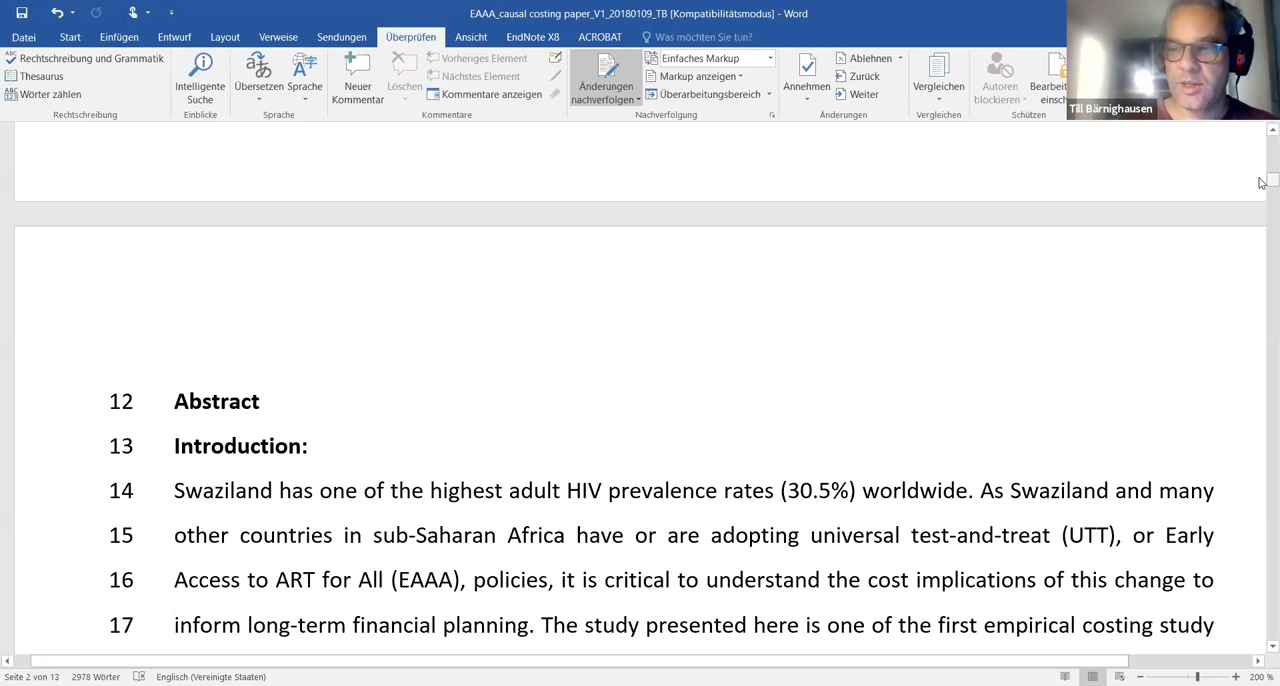 EAAA_causal costing paper_V1_20180109_TB [Kompatibilitätsmodus] - Word
Datei Start Einfügen Entwurf Layout Verweise Sendungen Überprüfen Ansicht EndNote X8 ACROBAT Was möchten Sie tun?
Rechtschreibung und Grammatik
Thesaurus
Wörter zählen
Rechtschreibung
Intelligente
Suche
Einblicke
Übersetzen Sprache
Sprache
Neuer
Kommentar
Löschen
Vorheriges Element
Nächstes Element
Kommentare anzeigen
Kommentare
Änderungen
nachverfolgen
Einfaches Markup
Markup anzeigen
Überarbeitungsbereich
Nachverfolgung
Annehmen
Ablehnen
Zurück
Weiter
Änderungen
Vergleichen
Vergleichen
Autoren
blockieren
Bearbeit
einsch
Schützen
Till Bärnighausen
12 Abstract
13 Introduction:
14 Swaziland has one of the highest adult HIV prevalence rates (30.5%) worldwide. As Swaziland and many
15 other countries in sub-Saharan Africa have or are adopting universal test-and-treat (UTT), or Early
16 Access to ART for All (EAAA), policies, it is critical to understand the cost implications of this change to
17 inform long-term financial planning. The study presented here is one of the first empirical costing study
Seite 2 von 13 2978 Wörter Englisch (Vereinigte Staaten) 200 %